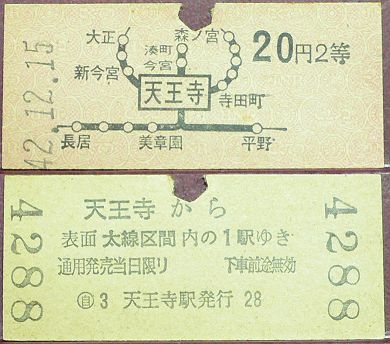 42.12.15
大正
森ノ宮
湊町
今宮
新今宮
20円2等
天王寺
寺田町
長居
美章園
平野
4288
天王寺から
表面 太線区間 内の1駅ゆき
通用発売当日限り 下車前途無効
自 3 天王寺駅発行 28
4288